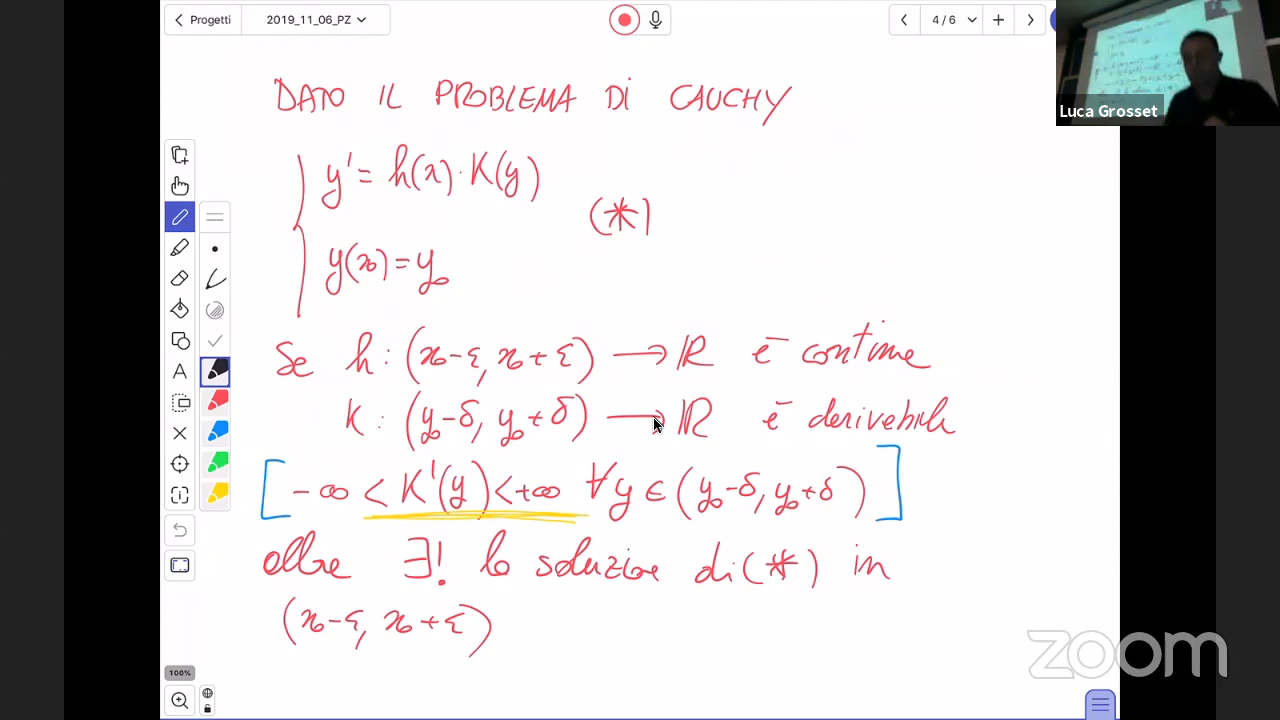 Progetti
2019_11_06_PZ
4/6
Luca Grosset
DATO IL PROBLEMA DI CAUCHY
y' = h(x)·K(y)
(*)
y(x₀) = y₀
Se h: (x₀-ε, x₀+ε) → ℝ è continua
K: (y₀-δ, y₀+δ) → ℝ è derivabile
[-∞ < K'(y) < +∞ ∀y ∈ (y₀-δ, y₀+δ)]
allora ∃! la soluzione di (*) in
(x₀-ε, x₀+ε)
100%
zoom